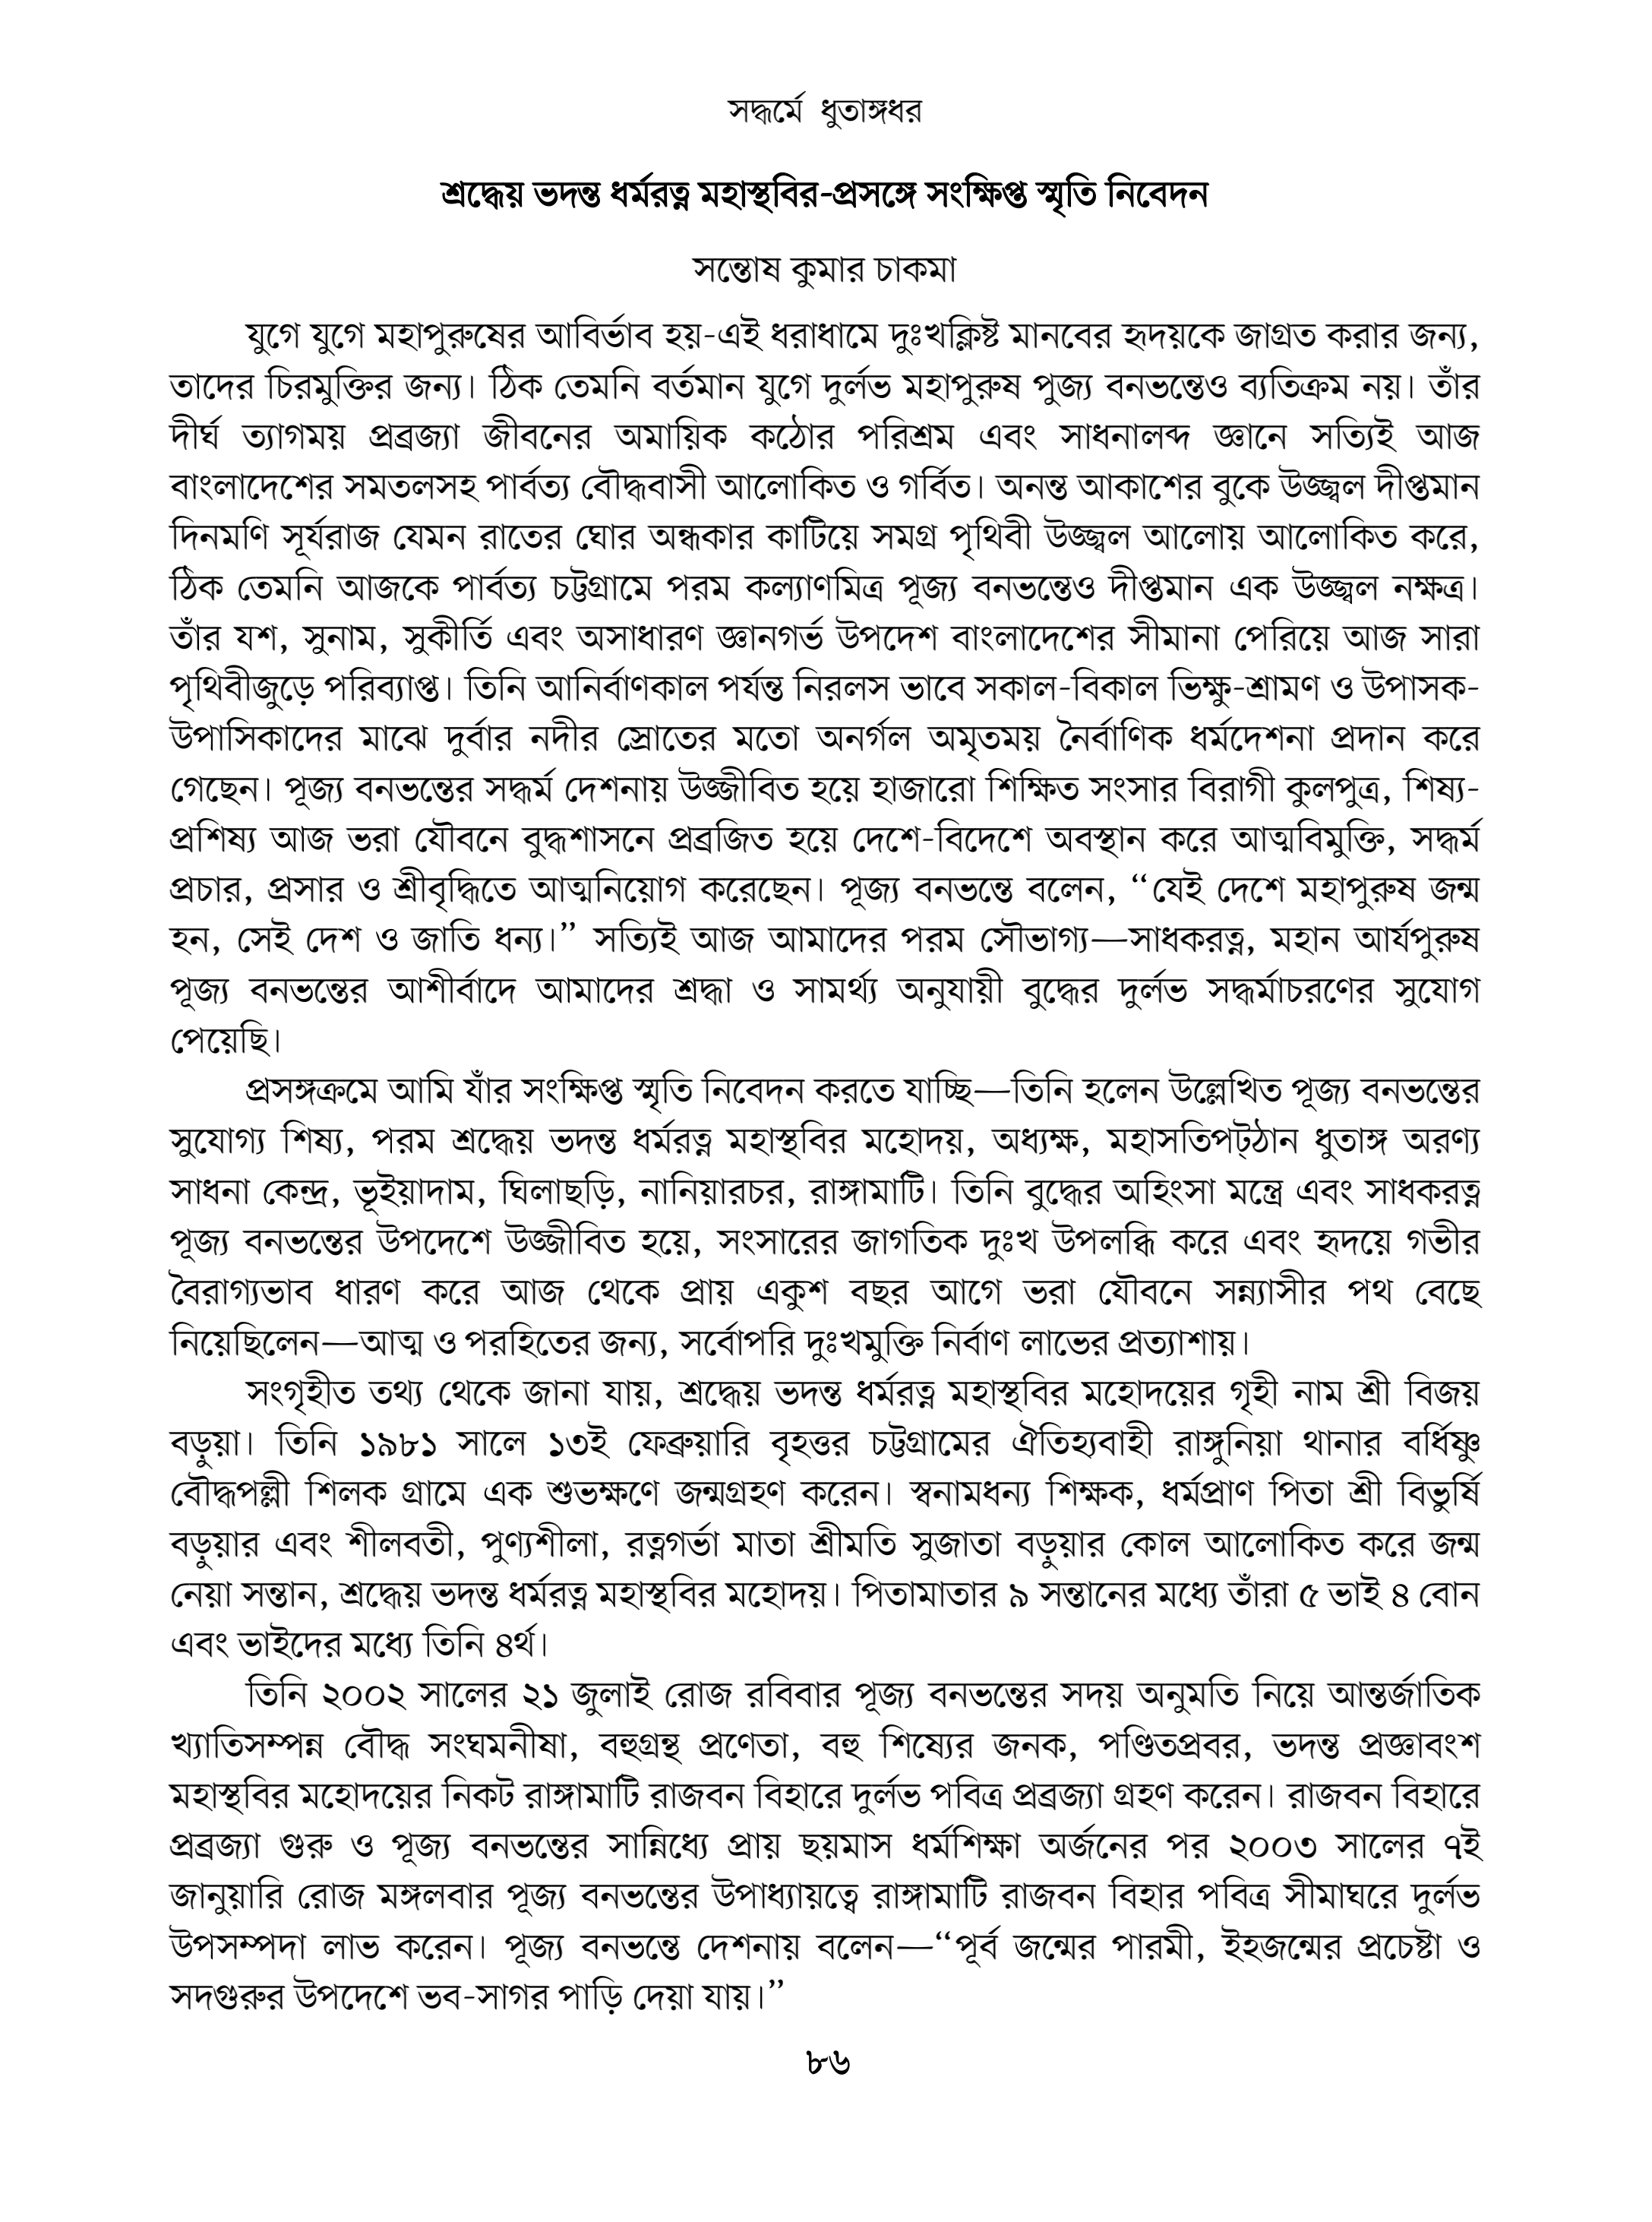 সদ্ধর্মে ধুতাঙ্গধর
শ্রদ্ধেয় ভদন্ত ধর্মরত্ন মহাস্থবির-প্রসঙ্গে সংক্ষিপ্ত স্মৃতি নিবেদন
সন্তোষ কুমার চাকমা
যুগে যুগে মহাপুরুষের আবির্ভাব হয়-এই ধরাধামে দুঃখক্লিষ্ট মানবের হৃদয়কে জাগ্রত করার জন্য,
তাদের চিরমুক্তির জন্য। ঠিক তেমনি বর্তমান যুগে দুর্লভ মহাপুরুষ পুজ্য বনভন্তেও ব্যতিক্রম নয়। তাঁর
দীর্ঘ ত্যাগময় প্রব্রজ্যা জীবনের অমায়িক কঠোর পরিশ্রম এবং সাধনালব্দ জ্ঞানে সত্যিই আজ
বাংলাদেশের সমতলসহ পার্বত্য বৌদ্ধবাসী আলোকিত ও গর্বিত। অনন্ত আকাশের বুকে উজ্জ্বল দীপ্তমান
দিনমণি সূর্যরাজ যেমন রাতের ঘোর অন্ধকার কাটিয়ে সমগ্র পৃথিবী উজ্জ্বল আলোয় আলোকিত করে,
ঠিক তেমনি আজকে পার্বত্য চট্টগ্রামে পরম কল্যাণমিত্র পূজ্য বনভন্তেও দীপ্তমান এক উজ্জ্বল নক্ষত্র।
তাঁর যশ, সুনাম, সুকীর্তি এবং অসাধারণ জ্ঞানগর্ভ উপদেশ বাংলাদেশের সীমানা পেরিয়ে আজ সারা
পৃথিবীজুড়ে পরিব্যাপ্ত। তিনি আনির্বাণকাল পর্যন্ত নিরলস ভাবে সকাল-বিকাল ভিক্ষু-শ্রামণ ও উপাসক-
উপাসিকাদের মাঝে দুর্বার নদীর স্রোতের মতো অনর্গল অমৃতময় নৈর্বাণিক ধর্মদেশনা প্রদান করে
গেছেন। পূজ্য বনভন্তের সদ্ধর্ম দেশনায় উজ্জীবিত হয়ে হাজারো শিক্ষিত সংসার বিরাগী কুলপুত্র, শিষ্য-
প্রশিষ্য আজ ভরা যৌবনে বুদ্ধশাসনে প্রব্রজিত হয়ে দেশে-বিদেশে অবস্থান করে আত্মবিমুক্তি, সদ্ধর্ম
প্রচার, প্রসার ও শ্রীবৃদ্ধিতে আত্মনিয়োগ করেছেন। পূজ্য বনভন্তে বলেন, “যেই দেশে মহাপুরুষ জন্ম
হন, সেই দেশ ও জাতি ধন্য।” সত্যিই আজ আমাদের পরম সৌভাগ্য—সাধকরত্ন, মহান আর্যপুরুষ
পূজ্য বনভন্তের আশীর্বাদে আমাদের শ্রদ্ধা ও সামর্থ্য অনুযায়ী বুদ্ধের দুর্লভ সদ্ধর্মাচরণের সুযোগ
পেয়েছি।
প্রসঙ্গক্রমে আমি যাঁর সংক্ষিপ্ত স্মৃতি নিবেদন করতে যাচ্ছি—তিনি হলেন উল্লেখিত পূজ্য বনভন্তের
সুযোগ্য শিষ্য, পরম শ্রদ্ধেয় ভদন্ত ধর্মরত্ন মহাস্থবির মহোদয়, অধ্যক্ষ, মহাসতিপট্‌ঠান ধুতাঙ্গ অরণ্য
সাধনা কেন্দ্র, ভূইয়াদাম, ঘিলাছড়ি, নানিয়ারচর, রাঙ্গামাটি। তিনি বুদ্ধের অহিংসা মন্ত্রে এবং সাধকরত্ন
পূজ্য বনভন্তের উপদেশে উজ্জীবিত হয়ে, সংসারের জাগতিক দুঃখ উপলব্ধি করে এবং হৃদয়ে গভীর
বৈরাগ্যভাব ধারণ করে আজ থেকে প্রায় একুশ বছর আগে ভরা যৌবনে সন্ন্যাসীর পথ বেছে
নিয়েছিলেন—আত্ম ও পরহিতের জন্য, সর্বোপরি দুঃখমুক্তি নির্বাণ লাভের প্রত্যাশায়।
সংগৃহীত তথ্য থেকে জানা যায়, শ্রদ্ধেয় ভদন্ত ধর্মরত্ন মহাস্থবির মহোদয়ের গৃহী নাম শ্রী বিজয়
বড়ুয়া। তিনি ১৯৮১ সালে ১৩ই ফেব্রুয়ারি বৃহত্তর চট্টগ্রামের ঐতিহ্যবাহী রাঙ্গুনিয়া থানার বর্ধিষ্ণু
বৌদ্ধপল্লী শিলক গ্রামে এক শুভক্ষণে জন্মগ্রহণ করেন। স্বনামধন্য শিক্ষক, ধর্মপ্রাণ পিতা শ্রী বিভুর্ষি
বড়ুয়ার এবং শীলবতী, পুণ্যশীলা, রত্নগর্ভা মাতা শ্রীমতি সুজাতা বড়ুয়ার কোল আলোকিত করে জন্ম
নেয়া সন্তান, শ্রদ্ধেয় ভদন্ত ধর্মরত্ন মহাস্থবির মহোদয়। পিতামাতার ৯ সন্তানের মধ্যে তাঁরা ৫ ভাই ৪ বোন
এবং ভাইদের মধ্যে তিনি ৪র্থ।
তিনি ২০০২ সালের ২১ জুলাই রোজ রবিবার পূজ্য বনভন্তের সদয় অনুমতি নিয়ে আন্তর্জাতিক
খ্যাতিসম্পন্ন বৌদ্ধ সংঘমনীষা, বহুগ্রন্থ প্রণেতা, বহু শিষ্যের জনক, পণ্ডিতপ্রবর, ভদন্ত প্রজ্ঞাবংশ
মহাস্থবির মহোদয়ের নিকট রাঙ্গামাটি রাজবন বিহারে দুর্লভ পবিত্র প্রব্রজ্যা গ্রহণ করেন। রাজবন বিহারে
প্রব্রজ্যা গুরু ও পূজ্য বনভন্তের সান্নিধ্যে প্রায় ছয়মাস ধর্মশিক্ষা অর্জনের পর ২০০৩ সালের ৭ই
জানুয়ারি রোজ মঙ্গলবার পূজ্য বনভন্তের উপাধ্যায়ত্বে রাঙ্গামাটি রাজবন বিহার পবিত্র সীমাঘরে দুর্লভ
উপসম্পদা লাভ করেন। পূজ্য বনভন্তে দেশনায় বলেন—“পূর্ব জন্মের পারমী, ইহজন্মের প্রচেষ্টা ও
সদগুরুর উপদেশে ভব-সাগর পাড়ি দেয়া যায়।”
৮৬